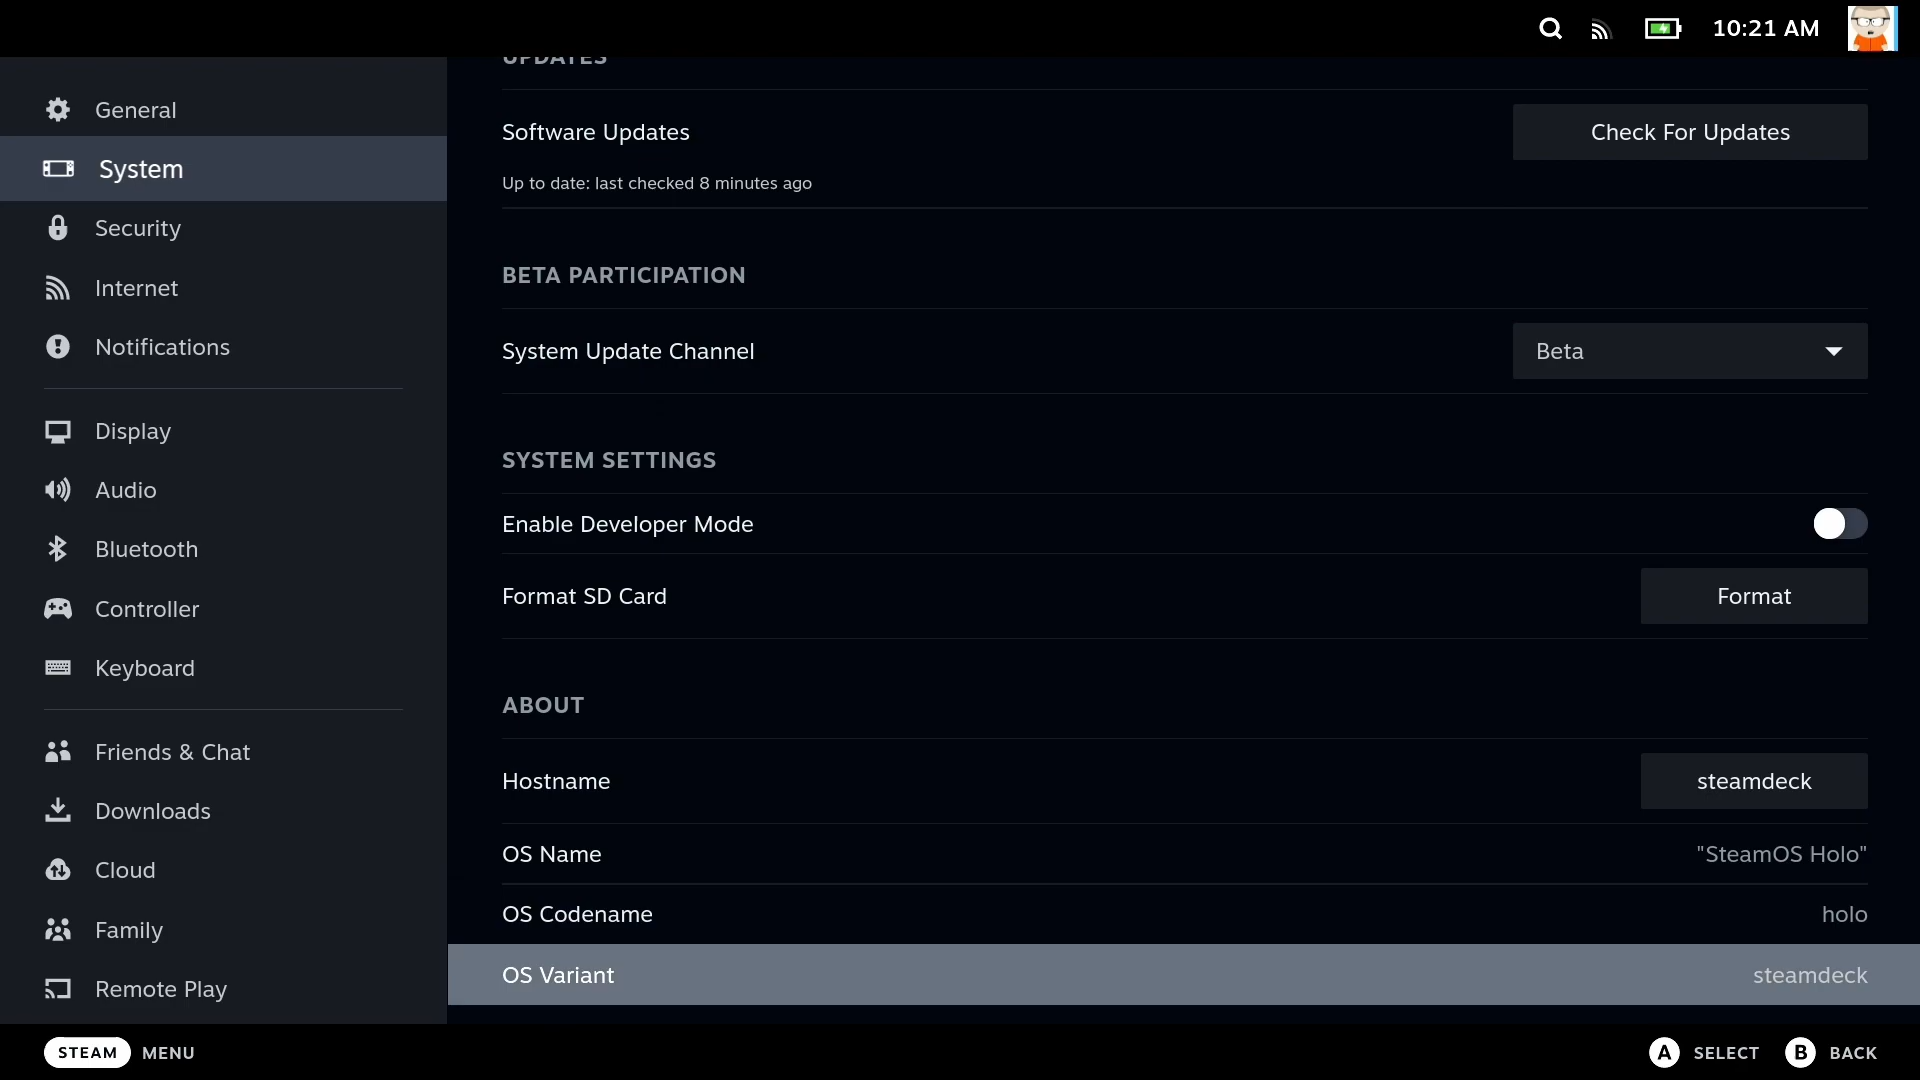 10:21 AM
General
System
Security
Internet
Notifications
Display
Audio
Bluetooth
Controller
Keyboard
Friends & Chat
Downloads
Cloud
Family
Remote Play
UPDATES
Software Updates
Check For Updates
Up to date: last checked 8 minutes ago
BETA PARTICIPATION
System Update Channel
Beta
SYSTEM SETTINGS
Enable Developer Mode
Format SD Card
Format
ABOUT
Hostname
steamdeck
OS Name
"SteamOS Holo"
OS Codename
holo
OS Variant
steamdeck
STEAM MENU
A SELECT B BACK